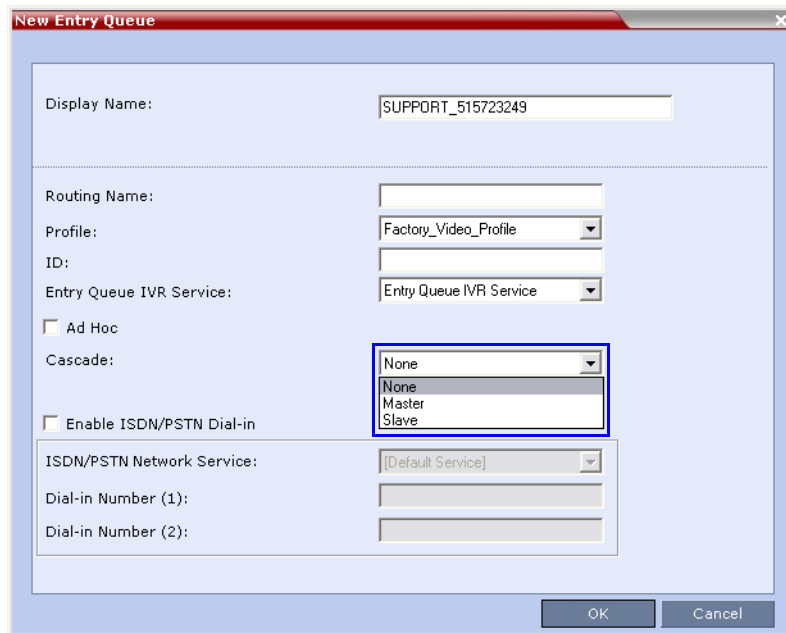 New Entry Queue
Display Name: SUPPORT_515723249
Routing Name:
Profile: Factory_Video_Profile
ID:
Entry Queue IVR Service: Entry Queue IVR Service
Ad Hoc
Cascade: None
None
Master
Slave
Enable ISDN/PSTN Dial-in
ISDN/PSTN Network Service: [Default Service]
Dial-in Number (1):
Dial-in Number (2):
OK Cancel